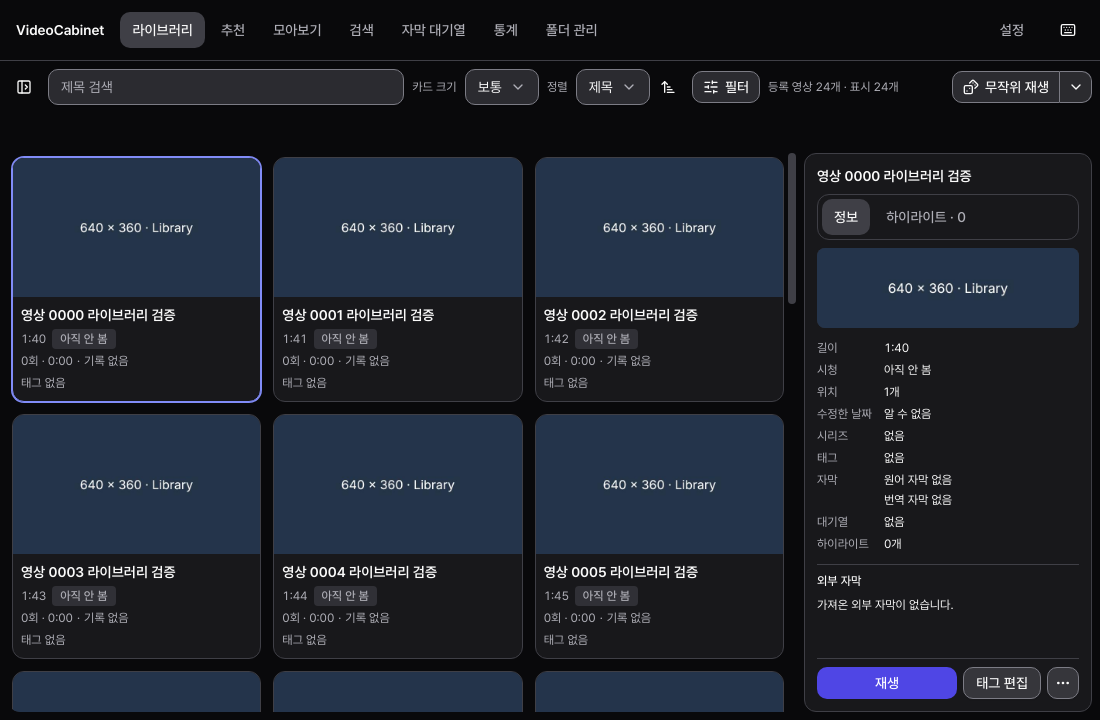 VideoCabinet 라이브러리 추천 모아보기 검색 자막 대기열 통계 폴더 관리 설정
제목 검색 카드 크기 보통 정렬 제목 필터 등록 영상 24개 · 표시 24개 무작위 재생
640 × 360 · Library
영상 0000 라이브러리 검증
1:40 아직 안 봄
0회 · 0:00 · 기록 없음
태그 없음
640 × 360 · Library
영상 0001 라이브러리 검증
1:41 아직 안 봄
0회 · 0:00 · 기록 없음
태그 없음
640 × 360 · Library
영상 0002 라이브러리 검증
1:42 아직 안 봄
0회 · 0:00 · 기록 없음
태그 없음
640 × 360 · Library
영상 0003 라이브러리 검증
1:43 아직 안 봄
0회 · 0:00 · 기록 없음
태그 없음
640 × 360 · Library
영상 0004 라이브러리 검증
1:44 아직 안 봄
0회 · 0:00 · 기록 없음
태그 없음
640 × 360 · Library
영상 0005 라이브러리 검증
1:45 아직 안 봄
0회 · 0:00 · 기록 없음
태그 없음
영상 0000 라이브러리 검증
정보 하이라이트 · 0
640 × 360 · Library
길이 1:40
시청 아직 안 봄
위치 1개
수정한 날짜 알 수 없음
시리즈 없음
태그 없음
자막 원어 자막 없음
번역 자막 없음
대기열 없음
하이라이트 0개
외부 자막
가져온 외부 자막이 없습니다.
재생 태그 편집